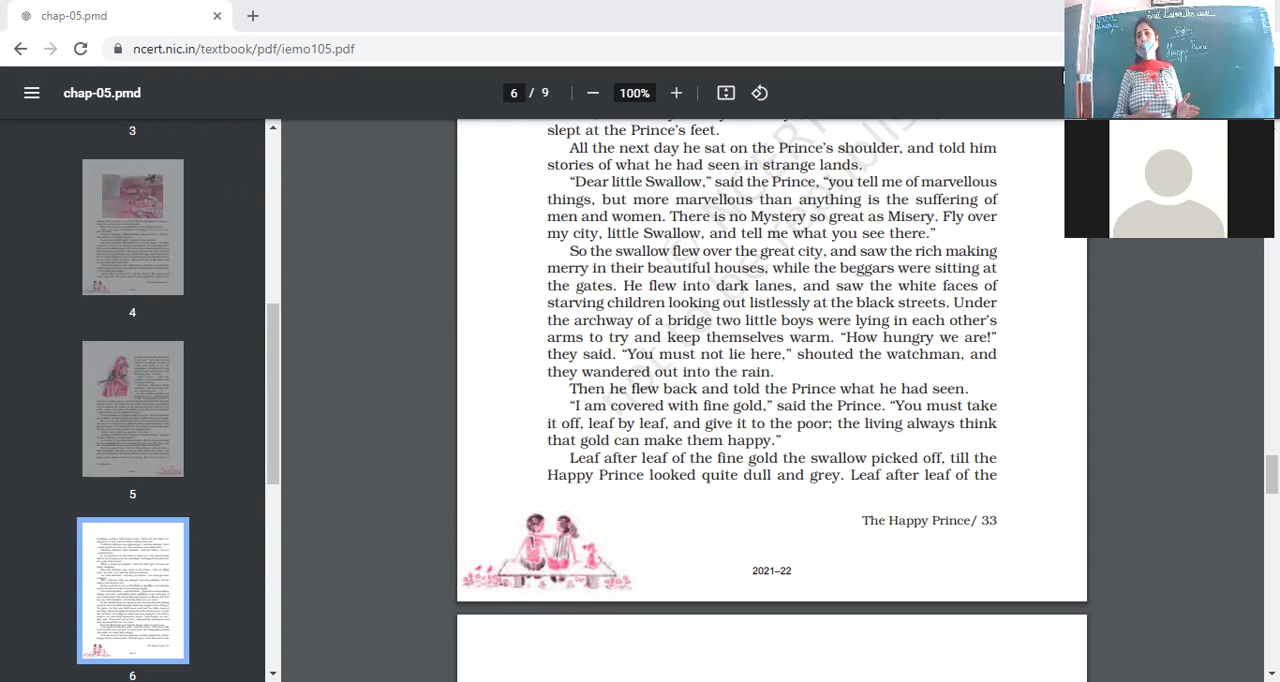 chap-05.pmd
ncert.nic.in/textbook/pdf/iemo105.pdf
chap-05.pmd
6 / 9
100%
3
4
5
6
slept at the Prince's feet.
All the next day he sat on the Prince's shoulder, and told him
stories of what he had seen in strange lands.
“Dear little Swallow,” said the Prince, “you tell me of marvellous
things, but more marvellous than anything is the suffering of
men and women. There is no Mystery so great as Misery. Fly over
my city, little Swallow, and tell me what you see there.”
So the swallow flew over the great city, and saw the rich making
merry in their beautiful houses, while the beggars were sitting at
the gates. He flew into dark lanes, and saw the white faces of
starving children looking out listlessly at the black streets. Under
the archway of a bridge two little boys were lying in each other's
arms to try and keep themselves warm. “How hungry we are!”
they said. “You must not lie here,” shouted the watchman, and
they wandered out into the rain.
Then he flew back and told the Prince what he had seen.
“I am covered with fine gold,” said the Prince. “You must take
it off, leaf by leaf, and give it to the poor; the living always think
that gold can make them happy.”
Leaf after leaf of the fine gold the swallow picked off, till the
Happy Prince looked quite dull and grey. Leaf after leaf of the
The Happy Prince/ 33
2021–22
Happy Prince